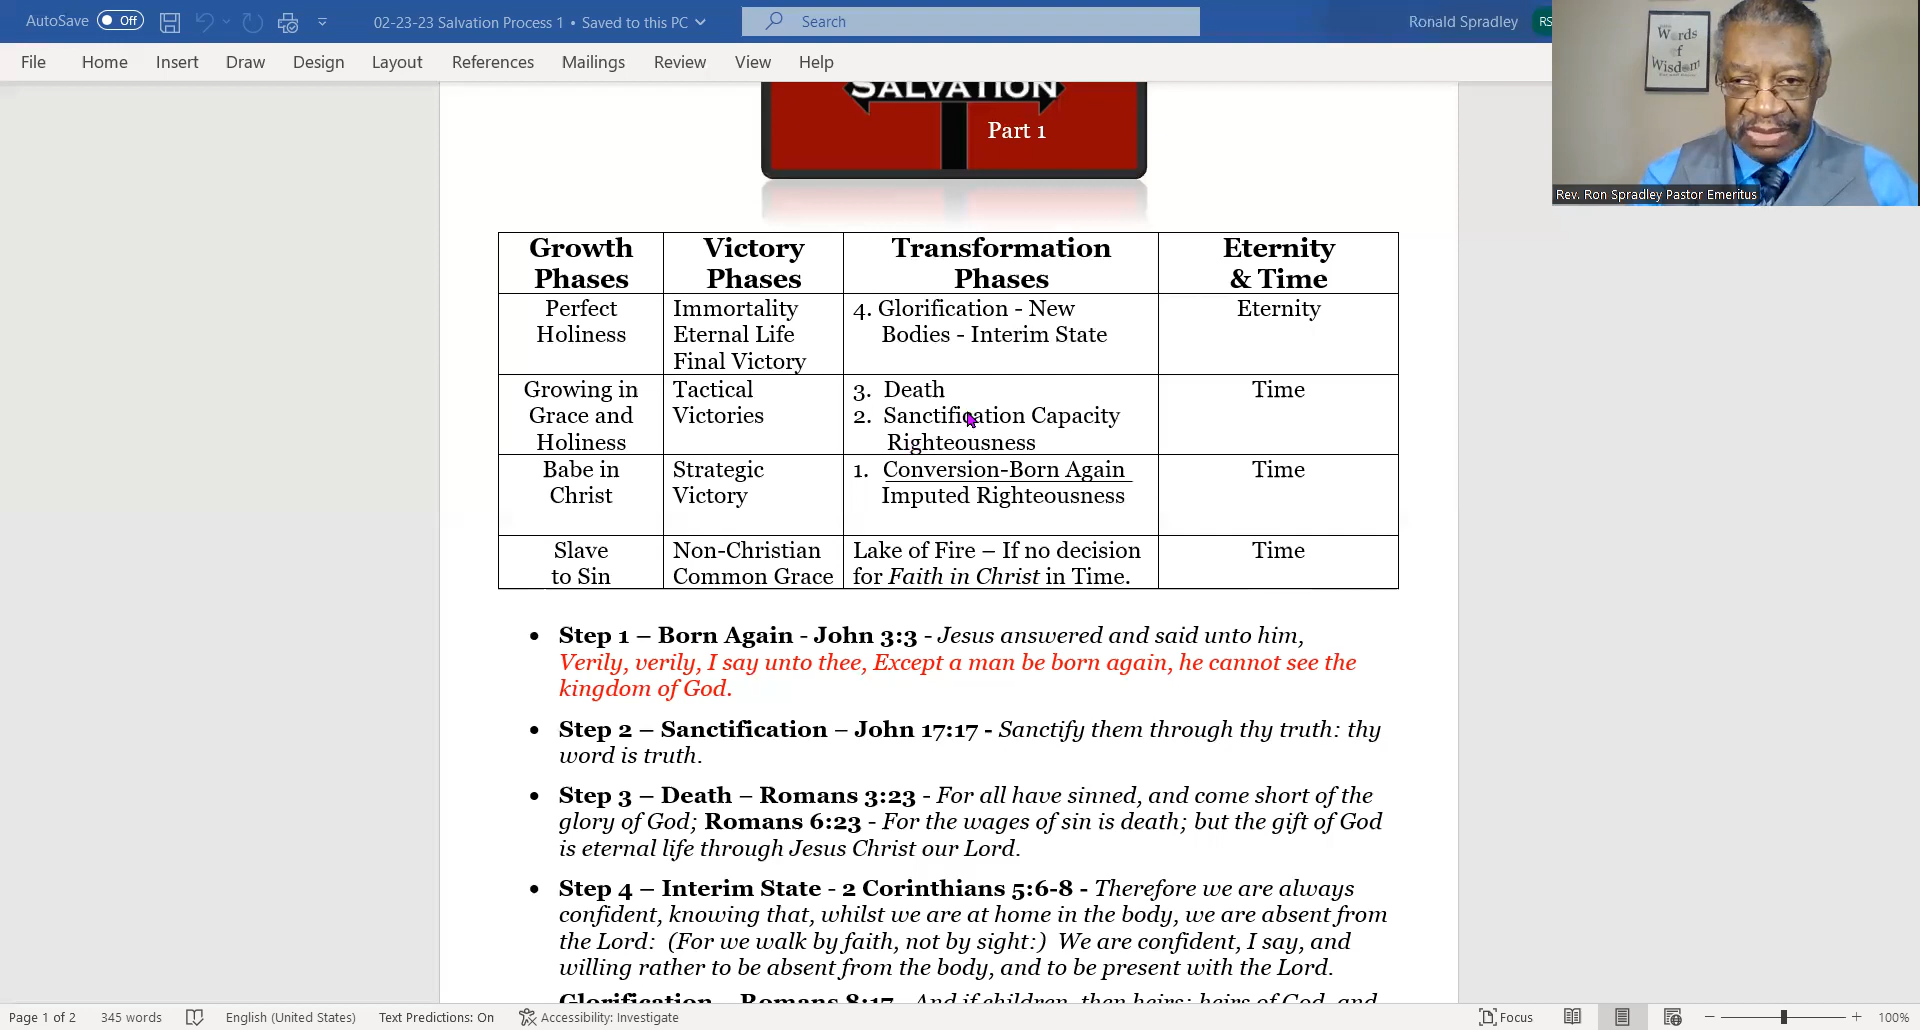 AutoSave Off 02-23-23 Salvation Process 1 • Saved to this PC Search Ronald Spradley RS
File Home Insert Draw Design Layout References Mailings Review View Help
Words
of
Wisdom
Rev. Ron Spradley Pastor Emeritus
SALVATION
Part 1
Growth Phases Victory Phases Transformation Phases Eternity & Time
Perfect Holiness
Immortality
Eternal Life
Final Victory
4. Glorification - New
Bodies - Interim State
Eternity
Growing in
Grace and
Holiness
Tactical
Victories
3. Death
2. Sanctification Capacity
Righteousness
Time
Babe in
Christ
Strategic
Victory
1. Conversion-Born Again
Imputed Righteousness
Time
Slave
to Sin
Non-Christian
Common Grace
Lake of Fire – If no decision
for Faith in Christ in Time.
Time
• Step 1 – Born Again - John 3:3 - Jesus answered and said unto him,
Verily, verily, I say unto thee, Except a man be born again, he cannot see the
kingdom of God.
• Step 2 – Sanctification – John 17:17 - Sanctify them through thy truth: thy
word is truth.
• Step 3 – Death – Romans 3:23 - For all have sinned, and come short of the
glory of God; Romans 6:23 - For the wages of sin is death; but the gift of God
is eternal life through Jesus Christ our Lord.
• Step 4 – Interim State - 2 Corinthians 5:6-8 - Therefore we are always
confident, knowing that, whilst we are at home in the body, we are absent from
the Lord: (For we walk by faith, not by sight:) We are confident, I say, and
willing rather to be absent from the body, and to be present with the Lord.
Glorification – Romans 8:17 - And if children, then heirs; heirs of God, and
Page 1 of 2 345 words English (United States) Text Predictions: On Accessibility: Investigate Focus 100%